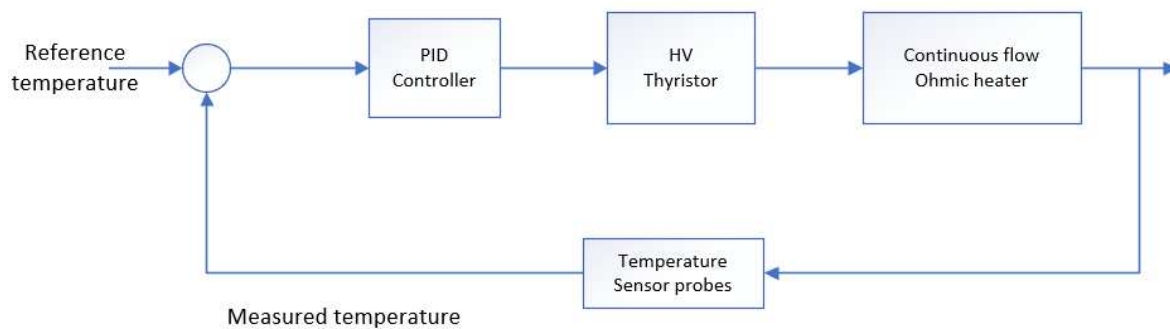 Reference
temperature
PID
Controller
HV
Thyristor
Continuous flow
Ohmic heater
Temperature
Sensor probes
Measured temperature